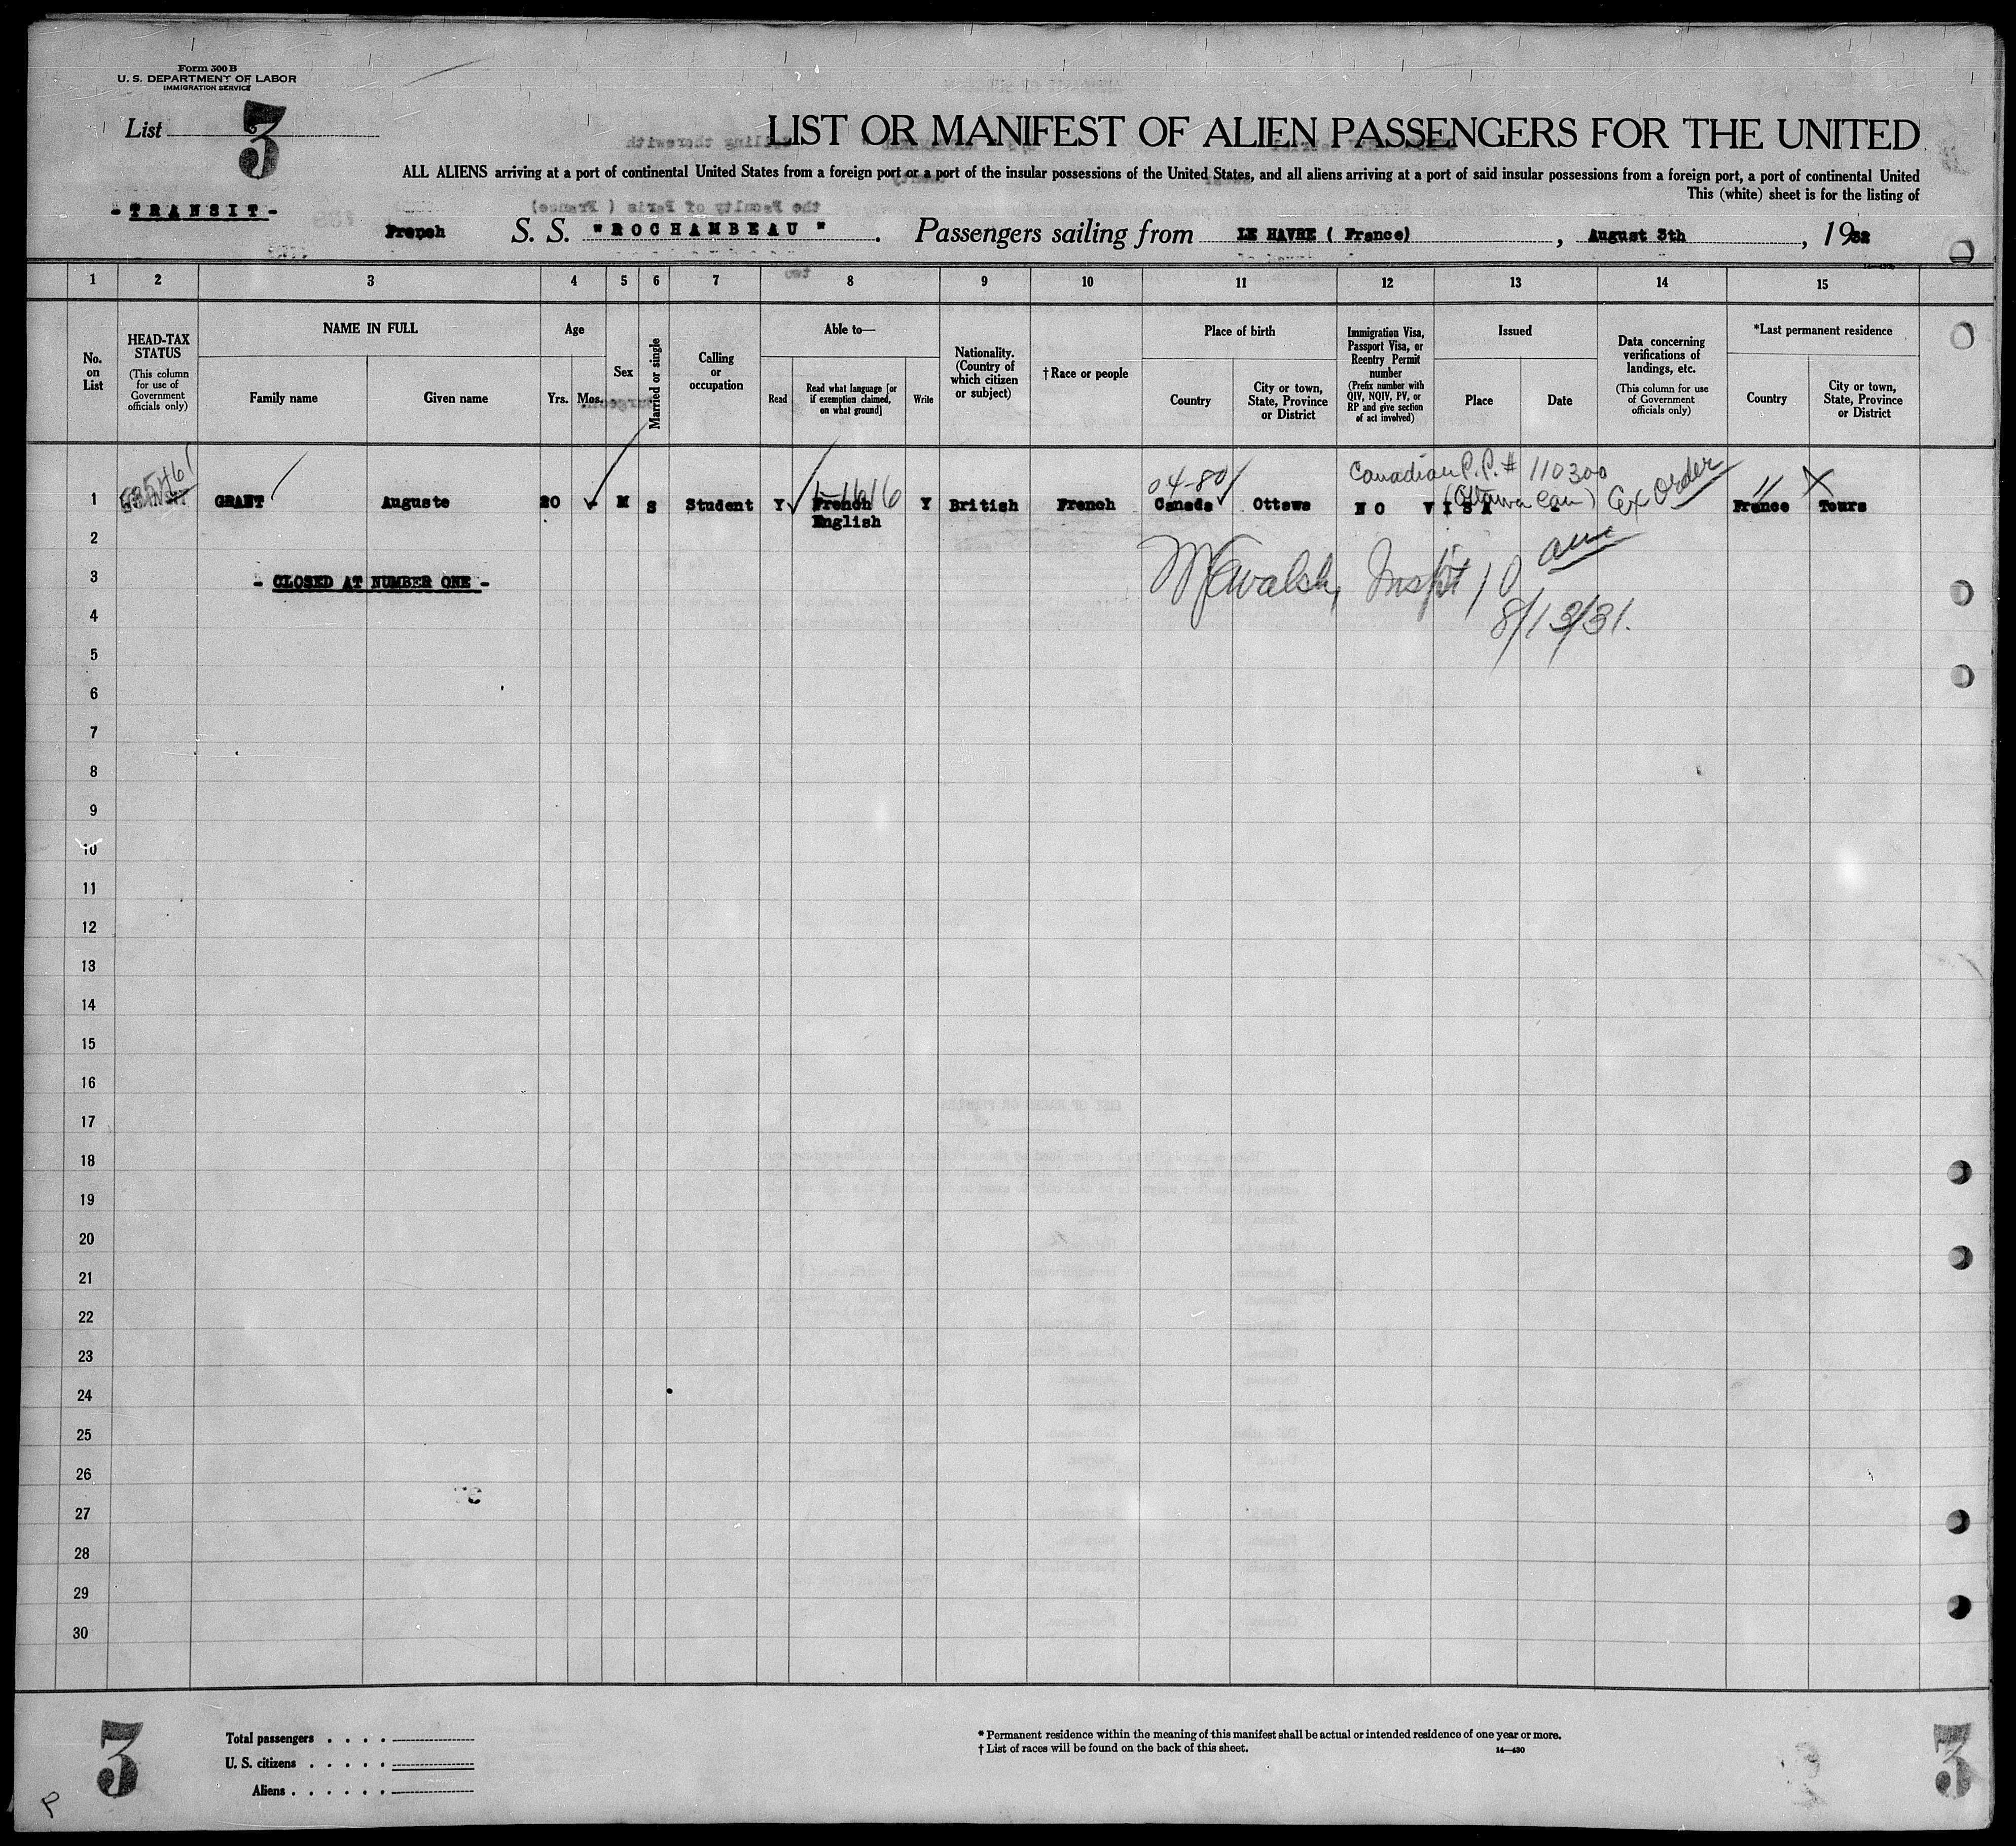 Form 300 B
U. S. DEPARTMENT OF LABOR
IMMIGRATION SERVICE
List 3
LIST OR MANIFEST OF ALIEN PASSENGERS FOR THE UNITED
ALL ALIENS arriving at a port of continental United States from a foreign port or a port of the insular possessions of the United States, and all aliens arriving at a port of said insular possessions from a foreign port, a port of continental United
This (white) sheet is for the listing of
- TRANSIT -
French S. S. "ROCHAMBEAU". Passengers sailing from LE HAVRE ( France), August 3th, 1932
1 2 3 4 5 6 7 8 9 10 11 12 13 14 15
No. on List
HEAD-TAX STATUS (This column for use of Government officials only)
NAME IN FULL
Family name Given name
Age
Yrs. Mos.
Sex
Married or single
Calling or occupation
Able to—
Read Read what language [or if exemption claimed, on what ground] Write
Nationality. (Country of which citizen or subject)
†Race or people
Place of birth
Country City or town, State, Province or District
Immigration Visa, Passport Visa, or Reentry Permit number (Prefix number with QIV, NQIV, PV, or RP and give section of act involved)
Issued
Place Date
Data concerning verifications of landings, etc. (This column for use of Government officials only)
*Last permanent residence
Country City or town, State, Province or District
04-80 Canadian P.P. # 110300
(Ottawa Can) Ex Order
1 GRANT Auguste 20 M S Student Y French Y British French Canada Ottawa NO VISA France Tours
English
2
3 - CLOSED AT NUMBER ONE -
Walsh, Inspt 10 am
8/13/31.
4
5
6
7
8
9
10
11
12
13
14
15
16
17
18
19
20
21
22
23
24
25
26
27
28
29
30
3
Total passengers . . . .
U. S. citizens . . . . .
Aliens . . . . . .
* Permanent residence within the meaning of this manifest shall be actual or intended residence of one year or more.
† List of races will be found on the back of this sheet.
14—430
3
P